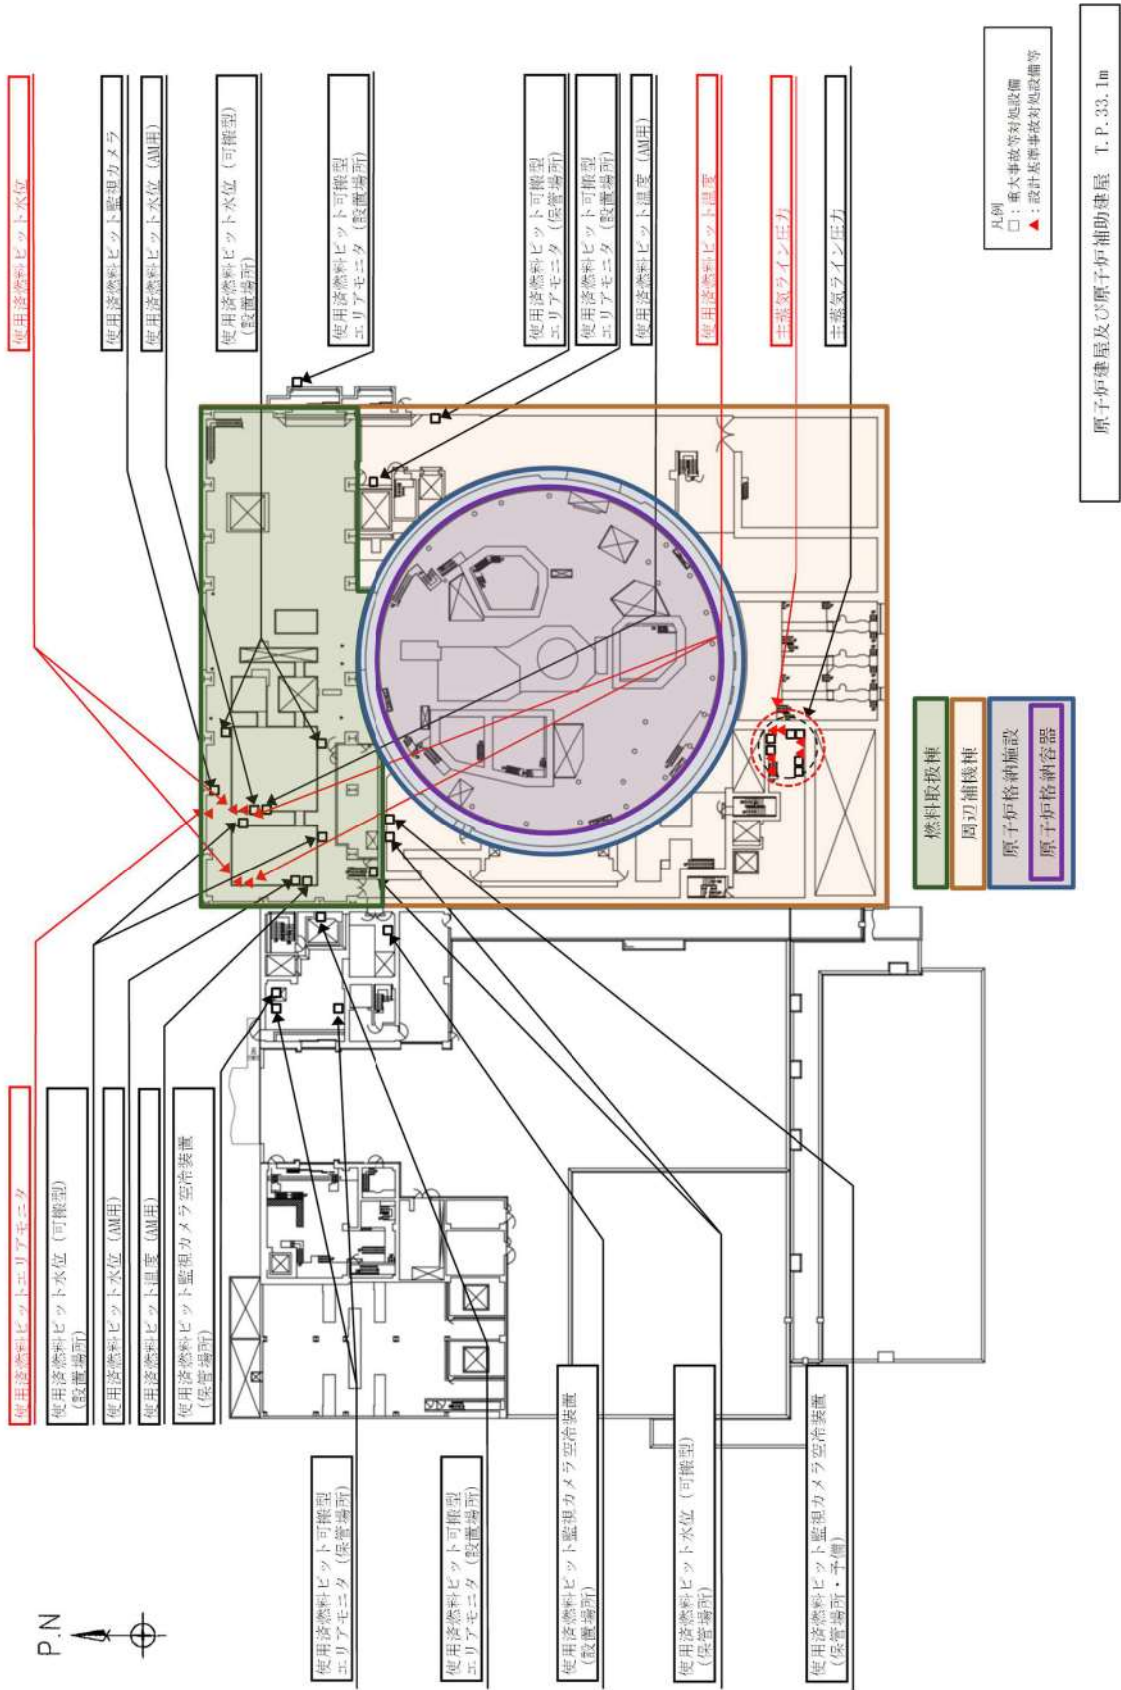 P.N
使用済燃料ピット水位
使用済燃料ピット監視カメラ
使用済燃料ピット水位 (AM用)
使用済燃料ピット水位 (可搬型)
(設置場所)
使用済燃料ピット可搬型
エリアモニタ (設置場所)
使用済燃料ピット可搬型
エリアモニタ (保管場所)
使用済燃料ピット可搬型
エリアモニタ (設置場所)
使用済燃料ピット温度 (AM用)
使用済燃料ピット温度
主蒸気ライン圧力
主蒸気ライン圧力
使用済燃料ピットエリアモニタ
使用済燃料ピット水位 (可搬型)
(設置場所)
使用済燃料ピット水位 (AM用)
使用済燃料ピット温度 (AM用)
使用済燃料ピット監視カメラ空冷装置
(保管場所)
使用済燃料ピット可搬型
エリアモニタ (保管場所)
使用済燃料ピット可搬型
エリアモニタ (設置場所)
使用済燃料ピット監視カメラ空冷装置
(設置場所)
使用済燃料ピット水位 (可搬型)
(保管場所)
使用済燃料ピット監視カメラ空冷装置
(保管場所・予備)
燃料取扱棟
周辺補機棟
原子炉格納施設
原子炉格納容器
凡例
□：重大事故等対処設備
▲：設計基準事故対処設備等
原子炉建屋及び原子炉補助建屋 T.P.33.1m